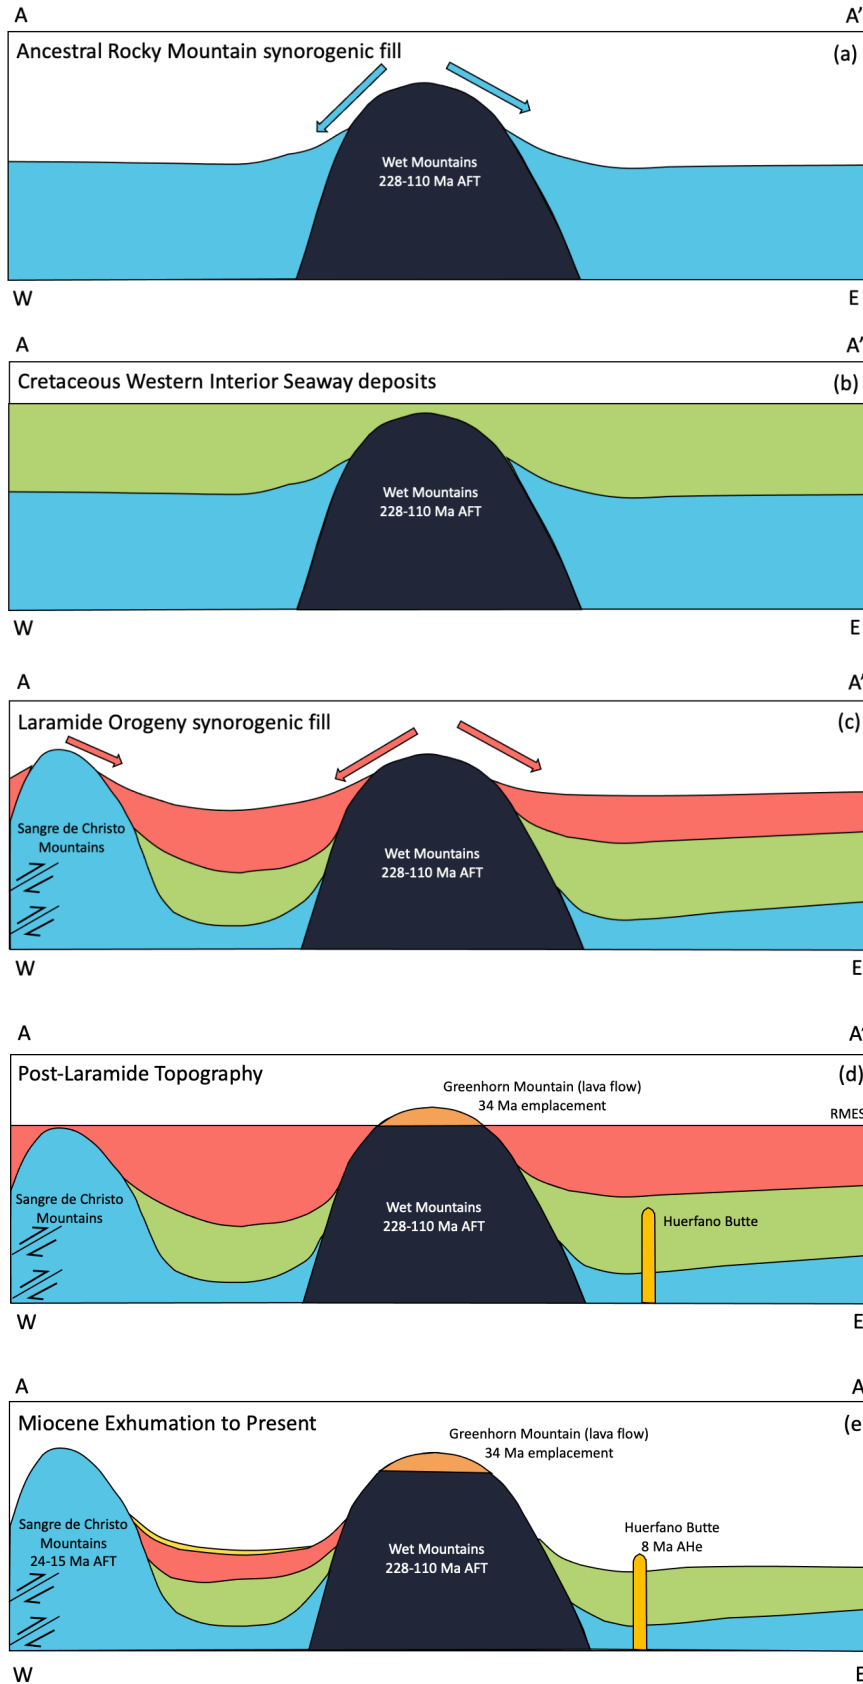 A A'
Ancestral Rocky Mountain synorogenic fill (a)
Wet Mountains
228-110 Ma AFT
W E
A A'
Cretaceous Western Interior Seaway deposits (b)
Wet Mountains
228-110 Ma AFT
W E
A A'
Laramide Orogeny synorogenic fill (c)
Sangre de Christo
Mountains
Wet Mountains
228-110 Ma AFT
W E
A A'
Post-Laramide Topography (d)
Greenhorn Mountain (lava flow)
34 Ma emplacement
RMES
Sangre de Christo
Mountains
Wet Mountains
228-110 Ma AFT
Huerfano Butte
W E
A A
Miocene Exhumation to Present (e
Greenhorn Mountain (lava flow)
34 Ma emplacement
Sangre de Christo
Mountains
24-15 Ma AFT
Wet Mountains
228-110 Ma AFT
Huerfano Butte
8 Ma AHe
W E